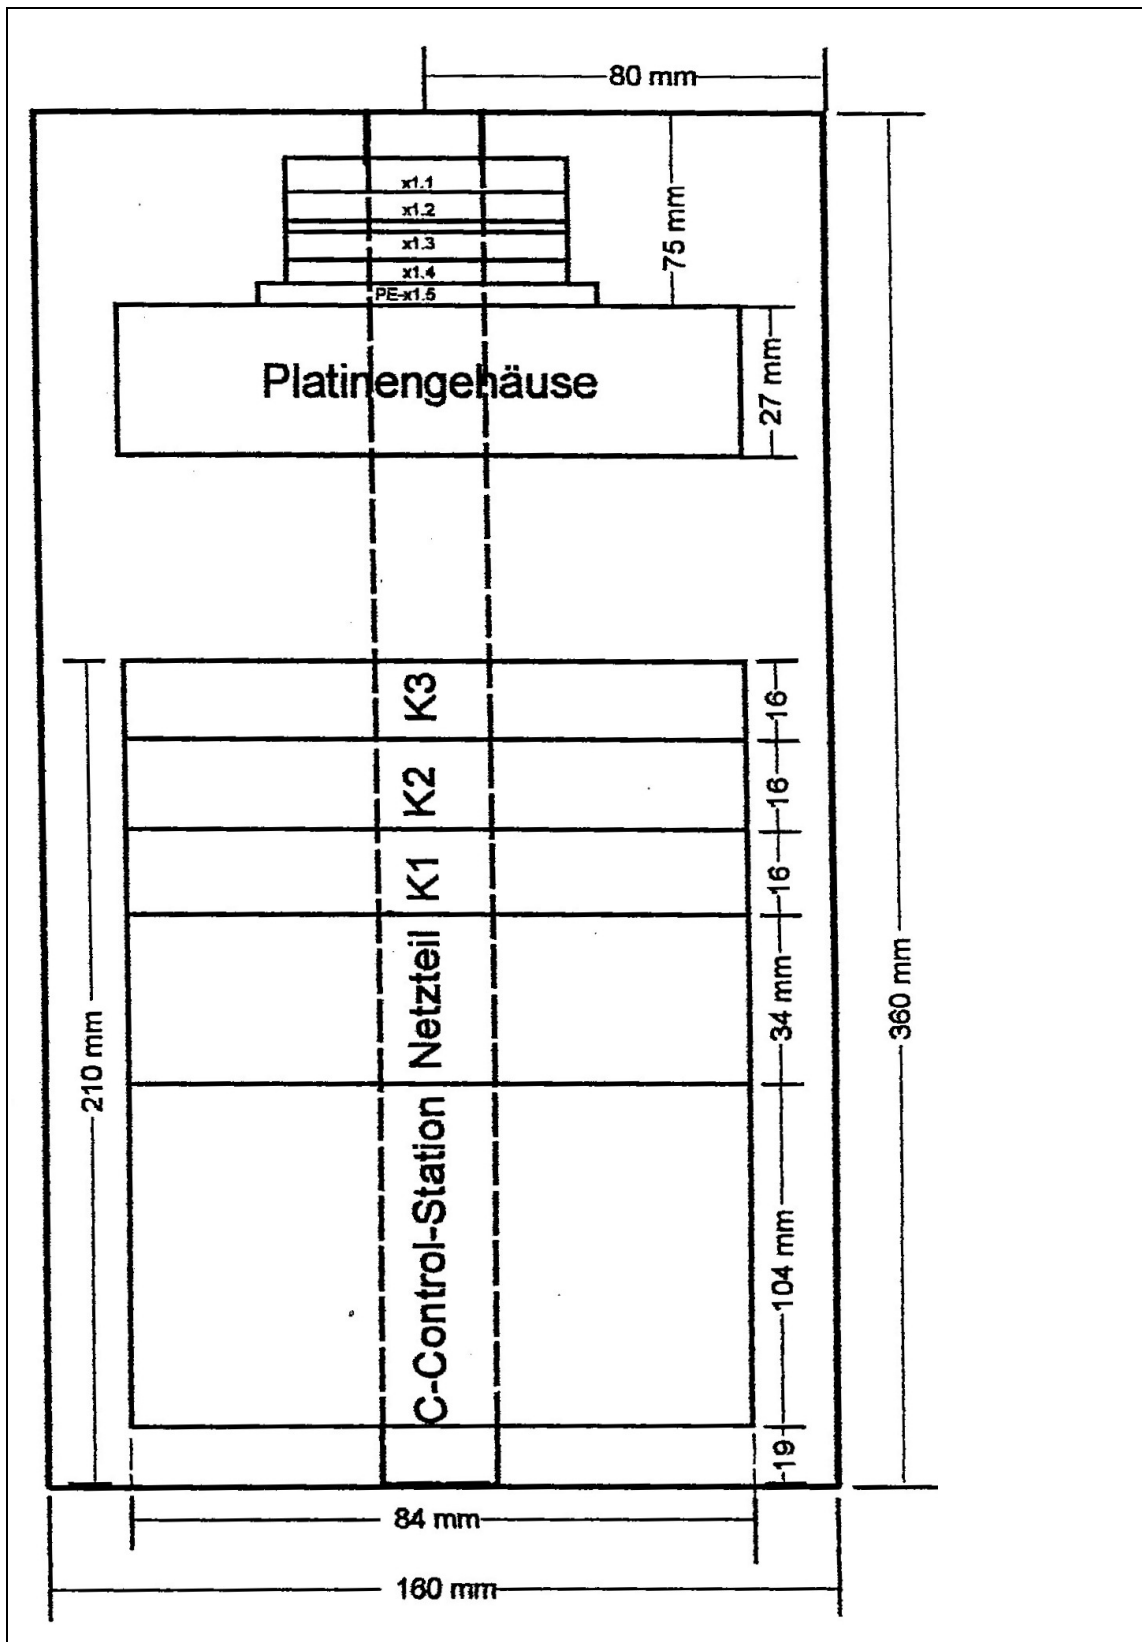 80 mm
x1.1
x1.2
x1.3
x1.4
PE-x1.5
75 mm
Platinengehäuse
27 mm
K3
16
K2
16
K1
16
Netzteil
34 mm
360 mm
210 mm
C-Control-Station
104 mm
19
84 mm
160 mm